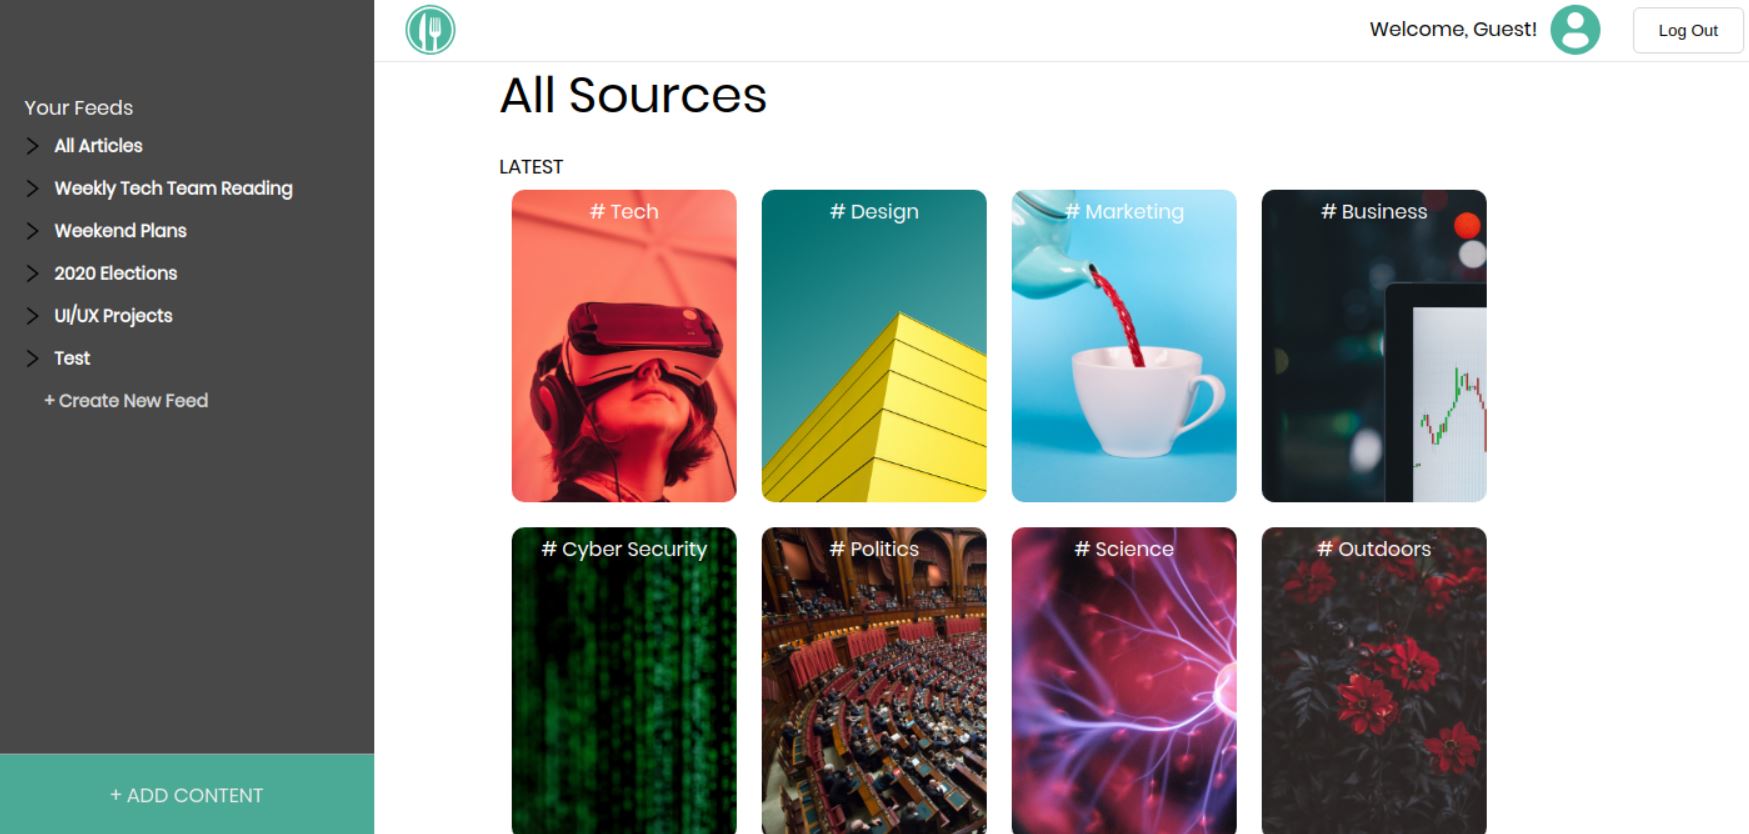 Welcome, Guest!
Log Out
Your Feeds
All Articles
Weekly Tech Team Reading
Weekend Plans
2020 Elections
UI/UX Projects
Test
+ Create New Feed
+ ADD CONTENT
All Sources
LATEST
# Tech
# Design
# Marketing
# Business
# Cyber Security
# Politics
# Science
# Outdoors